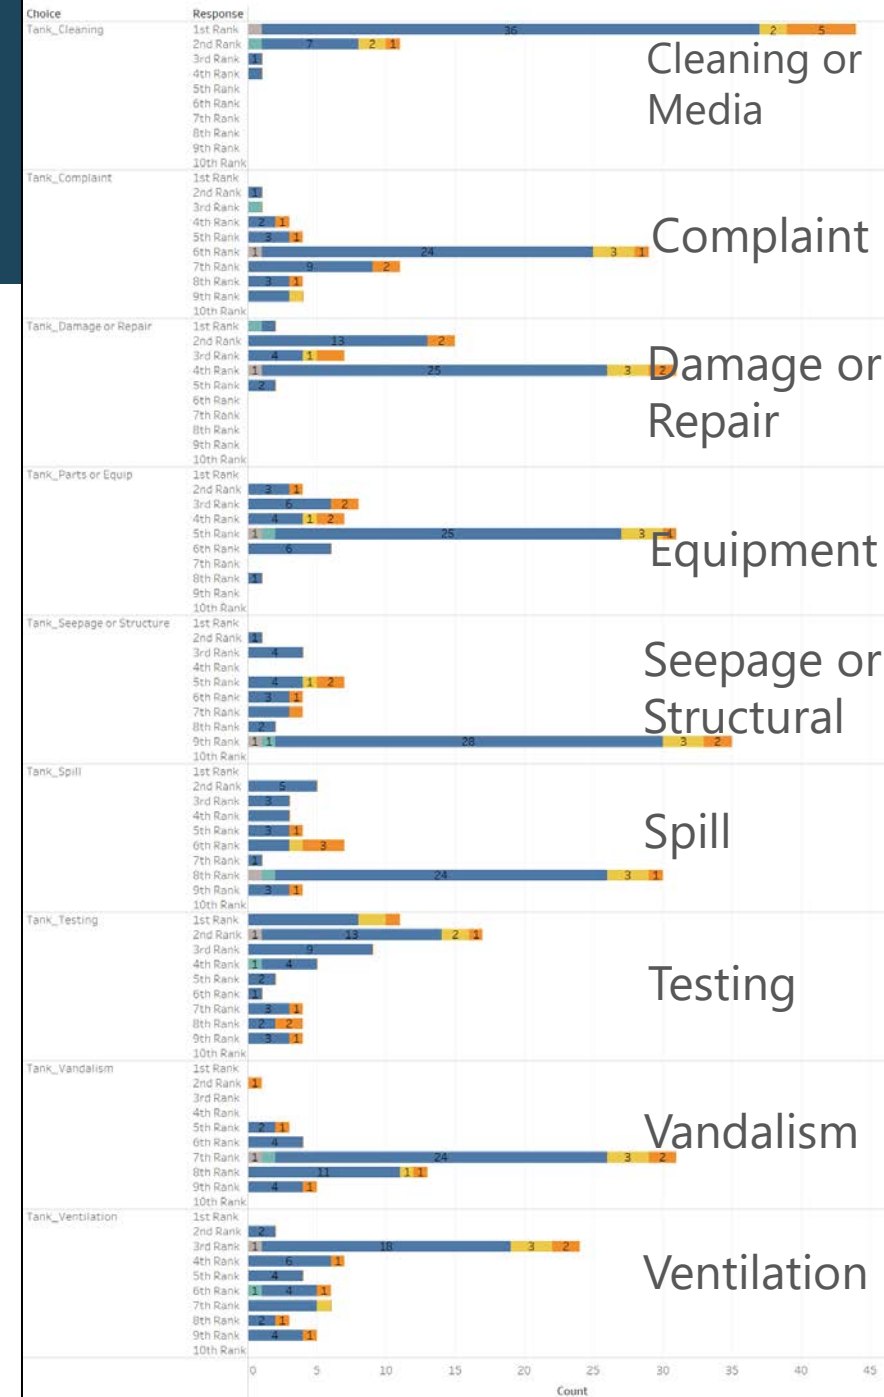 Choice Response
Tank_Cleaning 1st Rank 36 2 5
2nd Rank 7 2 1
3rd Rank 1
4th Rank
5th Rank
6th Rank
7th Rank
8th Rank
9th Rank
10th Rank
Cleaning or
Media
Tank_Complaint 1st Rank
2nd Rank 1
3rd Rank
4th Rank 2 1
5th Rank 3 1
6th Rank 1 24 3 1
7th Rank 9 2
8th Rank 3 1
9th Rank
10th Rank
Complaint
Tank_Damage or Repair 1st Rank
2nd Rank 13 2
3rd Rank 4 1
4th Rank 1 25 3 2
5th Rank 2
6th Rank
7th Rank
8th Rank
9th Rank
10th Rank
Damage or
Repair
Tank_Parts or Equip 1st Rank
2nd Rank 3 1
3rd Rank 6 2
4th Rank 4 1 2
5th Rank 1 25 3 1
6th Rank 6
7th Rank
8th Rank 1
9th Rank
10th Rank
Equipment
Tank_Seepage or Structure 1st Rank
2nd Rank 1
3rd Rank 4
4th Rank
5th Rank 4 1 2
6th Rank 3 1
7th Rank
8th Rank 2
9th Rank 1 1 28 3 2
10th Rank
Seepage or
Structural
Tank_Spill 1st Rank
2nd Rank 5
3rd Rank 3
4th Rank
5th Rank 3 1
6th Rank 3
7th Rank 1
8th Rank 24 3 1
9th Rank 3 1
10th Rank
Spill
Tank_Testing 1st Rank
2nd Rank 1 13 2 1
3rd Rank 9
4th Rank 1 4
5th Rank 2
6th Rank 1
7th Rank 3 1
8th Rank 2 2
9th Rank 3 1
10th Rank
Testing
Tank_Vandalism 1st Rank
2nd Rank 1
3rd Rank
4th Rank
5th Rank 2 1
6th Rank 4
7th Rank 1 24 3 2
8th Rank 11 1 1
9th Rank 4 1
10th Rank
Vandalism
Tank_Ventilation 1st Rank
2nd Rank 2
3rd Rank 1 18 3 2
4th Rank 6 1
5th Rank 4
6th Rank 1 4 1
7th Rank
8th Rank 2 1
9th Rank 4 1
10th Rank
Ventilation
0 5 10 15 20 25 30 35 40 45
Count